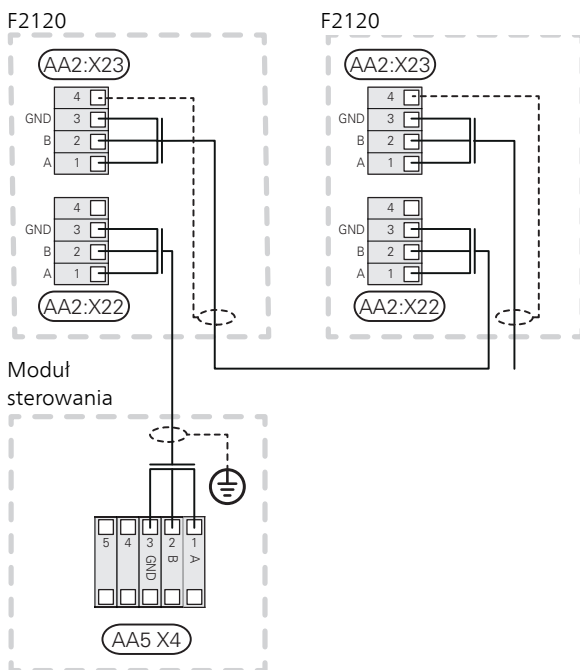 F2120
F2120
AA2:X23
AA2:X23
4
GND 3
B 2
A 1
4
GND 3
B 2
A 1
4
GND 3
B 2
A 1
4
GND 3
B 2
A 1
AA2:X22
AA2:X22
Moduł
sterowania
5 4 3 2 1
GND B A
AA5 X4